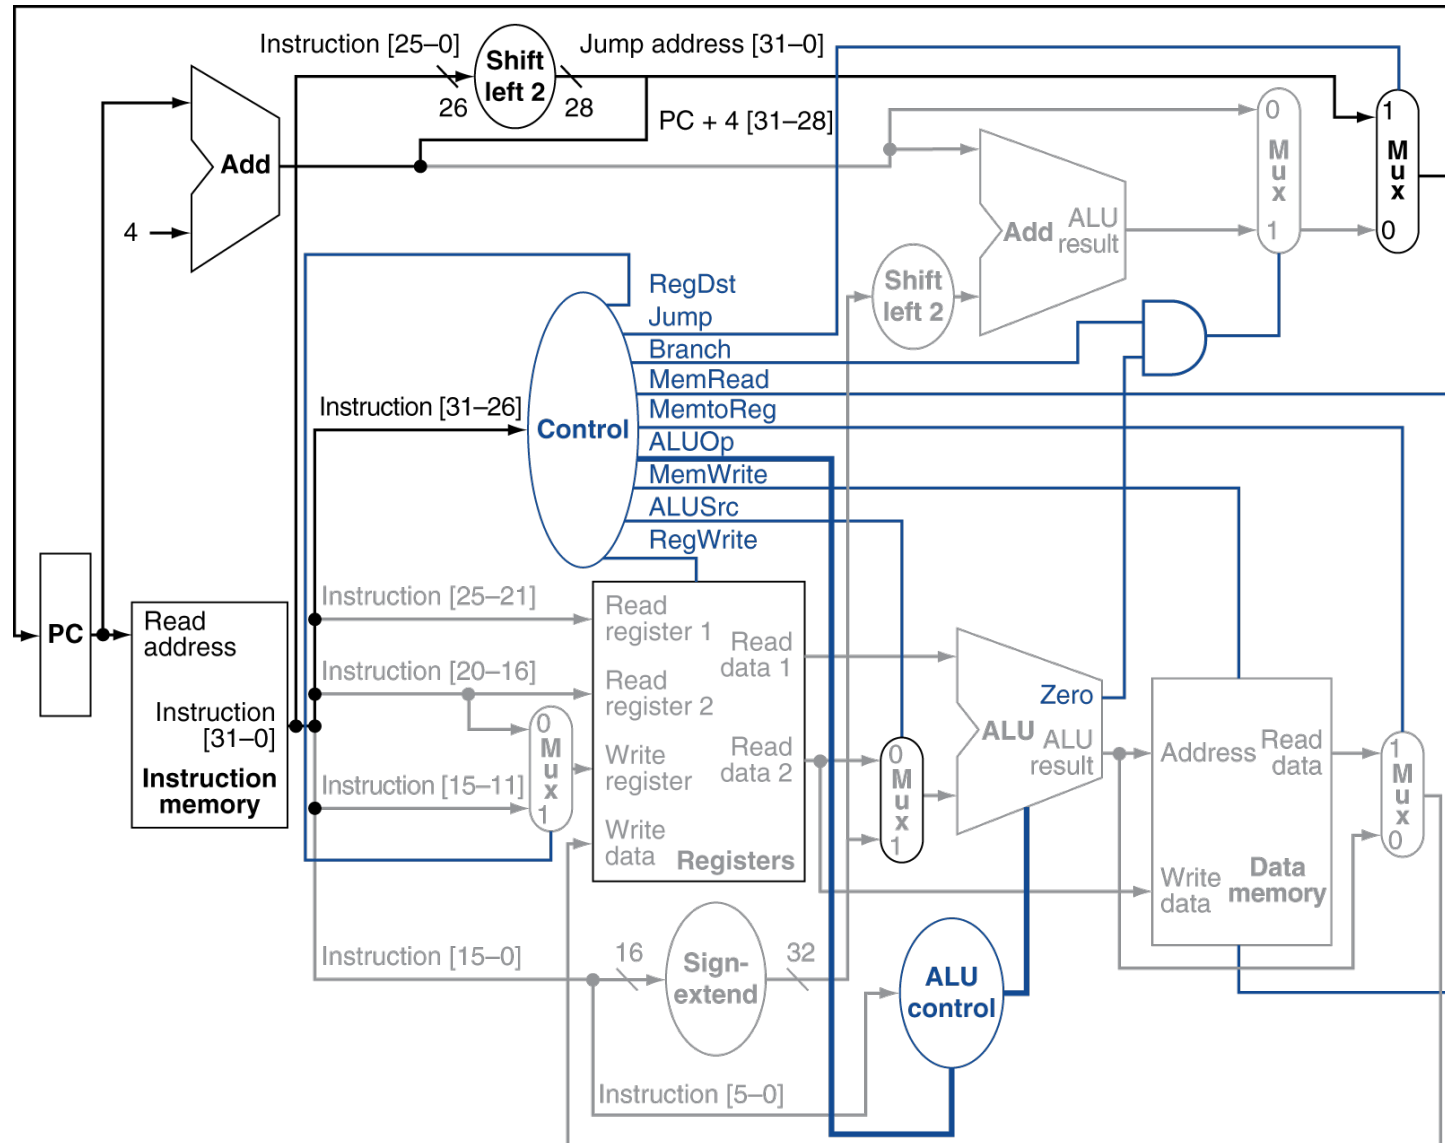 Instruction [25–0]
Shift
left 2
Jump address [31–0]
26
28
PC + 4 [31–28]
Add
4
0
M
u
x
1
1
M
u
x
0
Add
ALU
result
Shift
left 2
RegDst
Jump
Branch
MemRead
MemtoReg
ALUOp
MemWrite
ALUSrc
RegWrite
Instruction [31–26]
Control
PC
Read
address
Instruction
[31–0]
Instruction
memory
Instruction [25–21]
Instruction [20–16]
Instruction [15–11]
0
M
u
x
1
Read
register 1
Read
register 2
Write
register
Write
data
Read
data 1
Read
data 2
Registers
0
M
u
x
1
Zero
ALU
ALU
result
Address
Read
data
Write
data
Data
memory
1
M
u
x
0
Instruction [15–0]
16
Sign-
extend
32
ALU
control
Instruction [5–0]